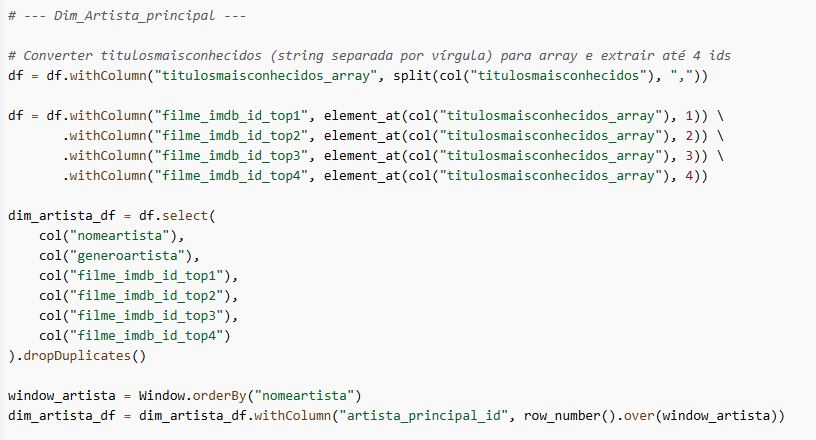 # --- Dim_Artista_principal ---

# Converter titulosmaisconhecidos (string separada por vírgula) para array e extrair até 4 ids
df = df.withColumn("titulosmaisconhecidos_array", split(col("titulosmaisconhecidos"), ","))

df = df.withColumn("filme_imdb_id_top1", element_at(col("titulosmaisconhecidos_array"), 1)) \
       .withColumn("filme_imdb_id_top2", element_at(col("titulosmaisconhecidos_array"), 2)) \
       .withColumn("filme_imdb_id_top3", element_at(col("titulosmaisconhecidos_array"), 3)) \
       .withColumn("filme_imdb_id_top4", element_at(col("titulosmaisconhecidos_array"), 4))

dim_artista_df = df.select(
    col("nomeartista"),
    col("generoartista"),
    col("filme_imdb_id_top1"),
    col("filme_imdb_id_top2"),
    col("filme_imdb_id_top3"),
    col("filme_imdb_id_top4")
).dropDuplicates()

window_artista = Window.orderBy("nomeartista")
dim_artista_df = dim_artista_df.withColumn("artista_principal_id", row_number().over(window_artista))